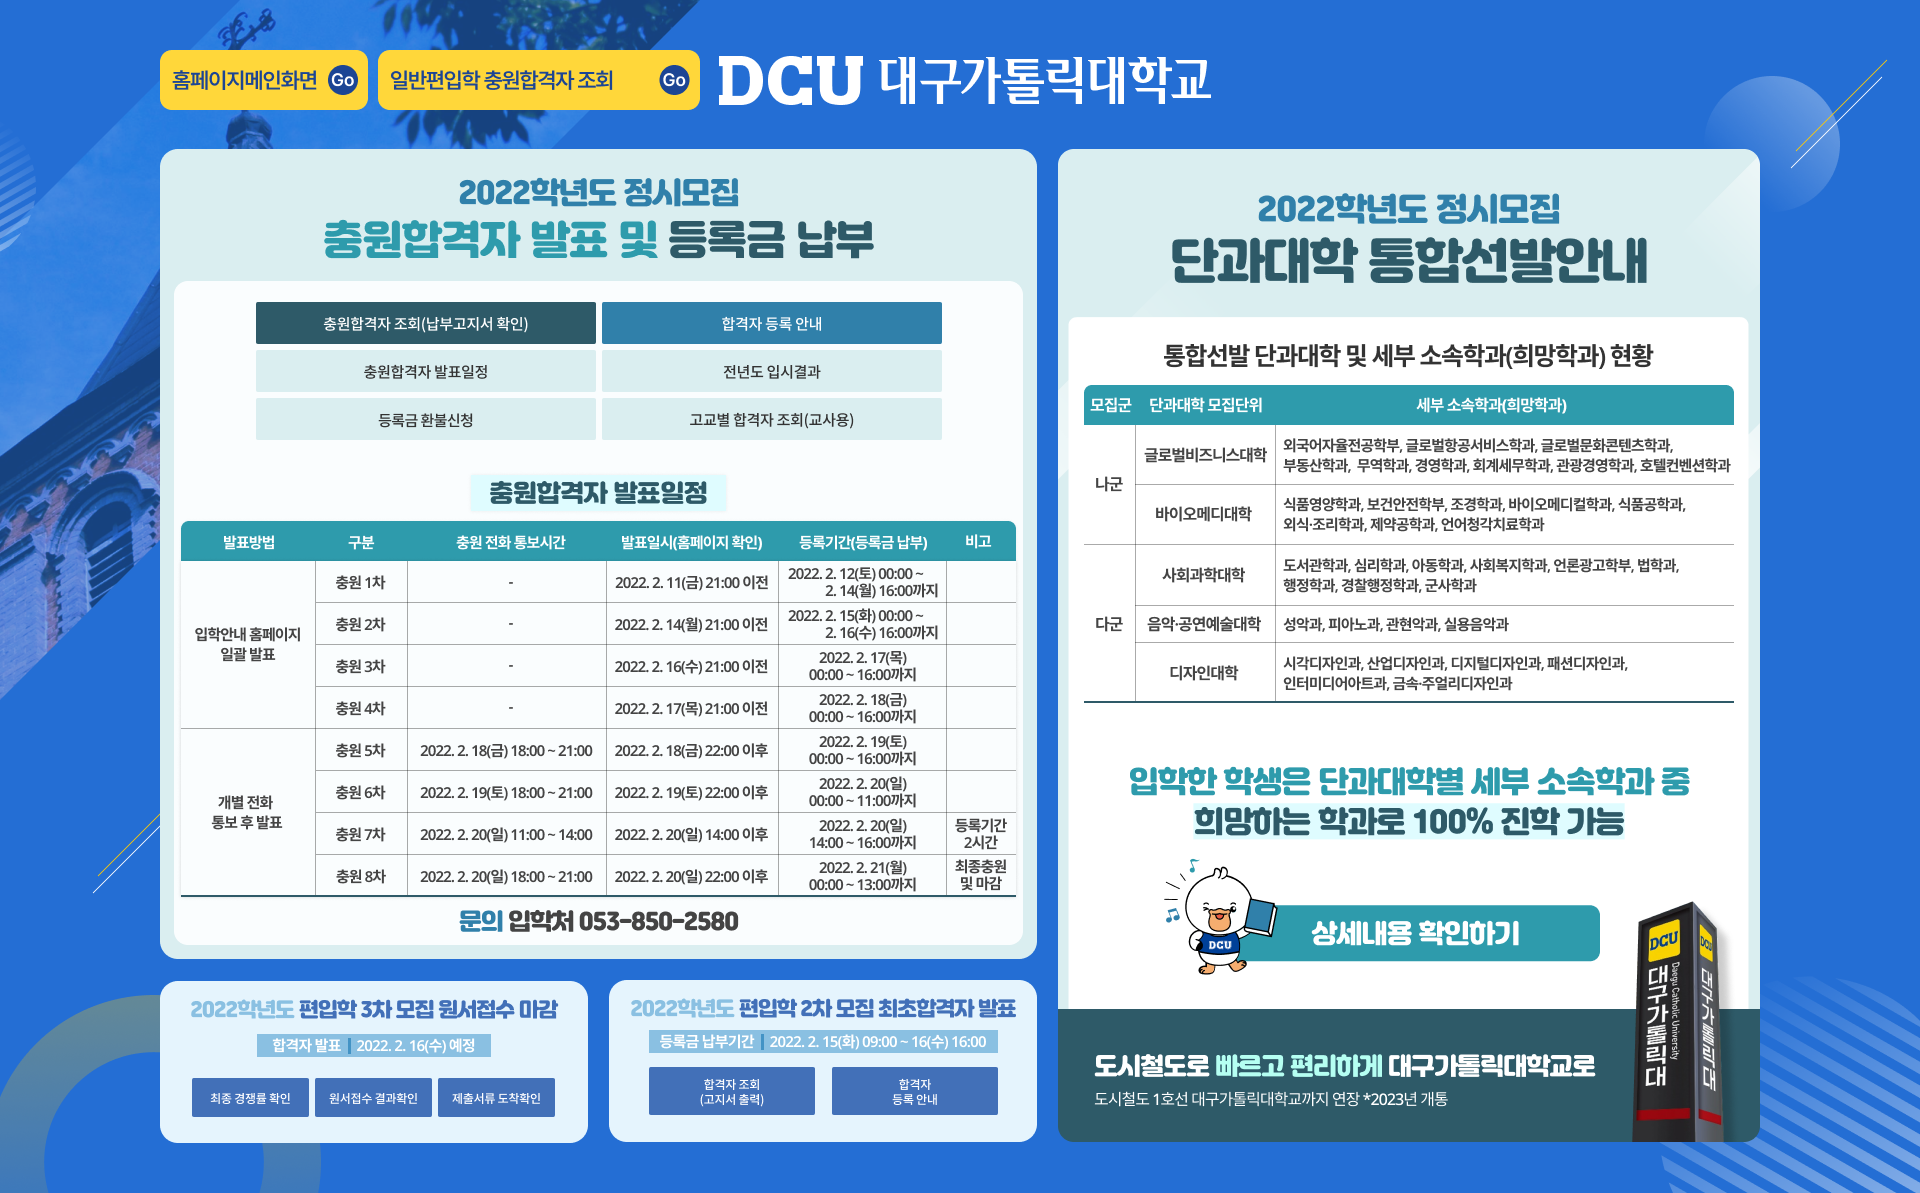 홈페이지메인화면 Go
일반편입학 충원합격자 조회 Go
DCU 대구가톨릭대학교
2022학년도 정시모집
충원합격자 발표 및 등록금 납부
충원합격자 조회(납부고지서 확인)
합격자 등록 안내
충원합격자 발표일정
전년도 입시결과
등록금 환불신청
고교별 합격자 조회(교사용)
충원합격자 발표일정
발표방법 구분 충원 전화 통보시간 발표일시(홈페이지 확인) 등록기간(등록금 납부) 비고
입학안내 홈페이지
일괄 발표
충원 1차 - 2022. 2. 11(금) 21:00 이전 2022. 2. 12(토) 00:00 ~
2. 14(월) 16:00까지
충원 2차 - 2022. 2. 14(월) 21:00 이전 2022. 2. 15(화) 00:00 ~
2. 16(수) 16:00까지
충원 3차 - 2022. 2. 16(수) 21:00 이전 2022. 2. 17(목)
00:00 ~ 16:00까지
충원 4차 - 2022. 2. 17(목) 21:00 이전 2022. 2. 18(금)
00:00 ~ 16:00까지
개별 전화
통보 후 발표
충원 5차 2022. 2. 18(금) 18:00 ~ 21:00 2022. 2. 18(금) 22:00 이후 2022. 2. 19(토)
00:00 ~ 16:00까지
충원 6차 2022. 2. 19(토) 18:00 ~ 21:00 2022. 2. 19(토) 22:00 이후 2022. 2. 20(일)
00:00 ~ 11:00까지
충원 7차 2022. 2. 20(일) 11:00 ~ 14:00 2022. 2. 20(일) 14:00 이후 2022. 2. 20(일) 등록기간
14:00 ~ 16:00까지 2시간
충원 8차 2022. 2. 20(일) 18:00 ~ 21:00 2022. 2. 20(일) 22:00 이후 2022. 2. 21(월) 최종충원
00:00 ~ 13:00까지 및 마감
문의 입학처 053-850-2580
2022학년도 편입학 3차 모집 원서접수 마감
합격자 발표 | 2022. 2. 16(수) 예정
최종 경쟁률 확인
원서접수 결과확인
제출서류 도착확인
2022학년도 편입학 2차 모집 최초합격자 발표
등록금 납부기간 | 2022. 2. 15(화) 09:00 ~ 16(수) 16:00
합격자 조회
(고지서 출력)
합격자
등록 안내
2022학년도 정시모집
단과대학 통합선발안내
통합선발 단과대학 및 세부 소속학과(희망학과) 현황
모집군 단과대학 모집단위 세부 소속학과(희망학과)
나군
글로벌비즈니스대학
외국어자율전공학부, 글로벌항공서비스학과, 글로벌문화콘텐츠학과,
부동산학과, 무역학과, 경영학과, 회계세무학과, 관광경영학과, 호텔컨벤션학과
바이오메디대학
식품영양학과, 보건안전학부, 조경학과, 바이오메디컬학과, 식품공학과,
외식·조리학과, 제약공학과, 언어청각치료학과
다군
사회과학대학
도서관학과, 심리학과, 아동학과, 사회복지학과, 언론광고학부, 법학과,
행정학과, 경찰행정학과, 군사학과
음악·공연예술대학 성악과, 피아노과, 관현악과, 실용음악과
디자인대학
시각디자인과, 산업디자인과, 디지털디자인과, 패션디자인과,
인터미디어아트과, 금속·주얼리디자인과
입학한 학생은 단과대학별 세부 소속학과 중
희망하는 학과로 100% 진학 가능
DCU
상세내용 확인하기
도시철도로 빠르고 편리하게 대구가톨릭대학교로
도시철도 1호선 대구가톨릭대학교까지 연장 *2023년 개통
DCU
대구가톨릭대
Daegu Catholic University
DCU
대구가톨릭대